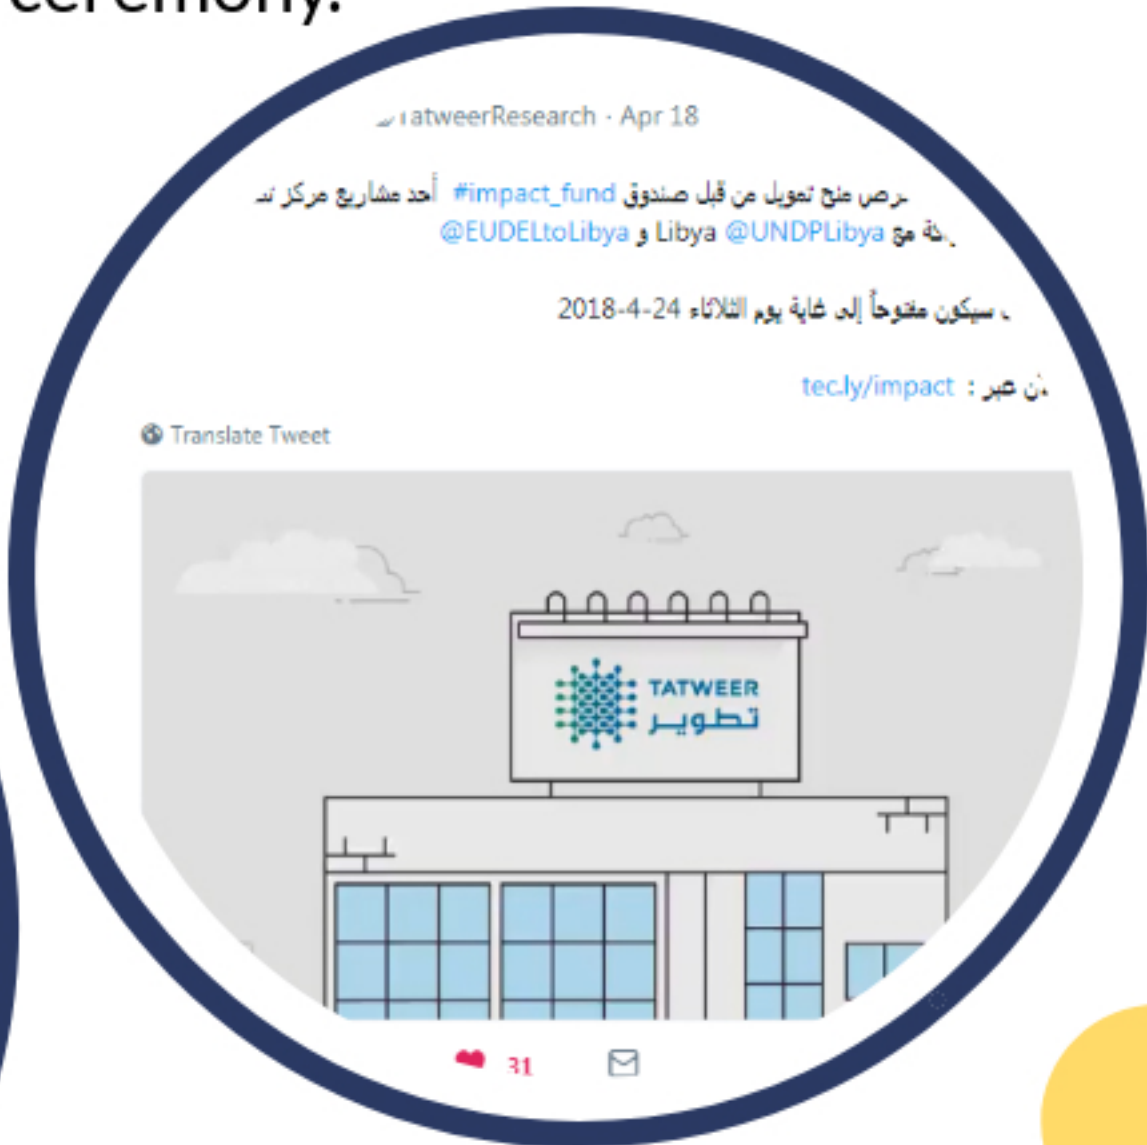 ceremony.
TatweerResearch · Apr 18
منح تمويل من قبل صندوق #impact_fund أحد مشاريع مركز
مع @UNDPLibya Libya و @EUDELtoLibya
سيكون مفتوحاً إلى غاية يوم الثلاثاء 24-4-2018
عبر : tec.ly/impact
Translate Tweet
TATWEER
تطوير
31